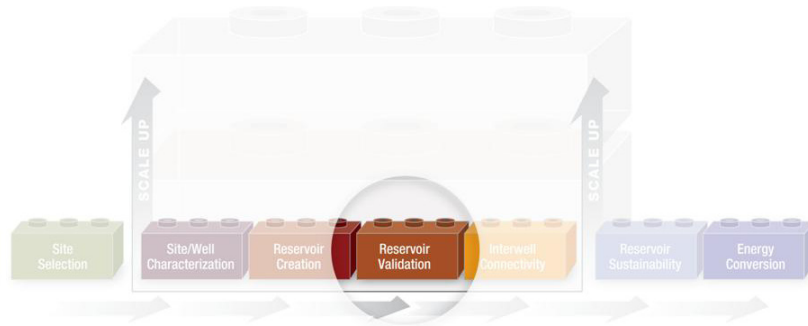 SCALE UP
SCALE UP
Site
Selection
Site/Well
Characterization
Reservoir
Creation
Reservoir
Validation
Interwell
Connectivity
Reservoir
Sustainability
Energy
Conversion